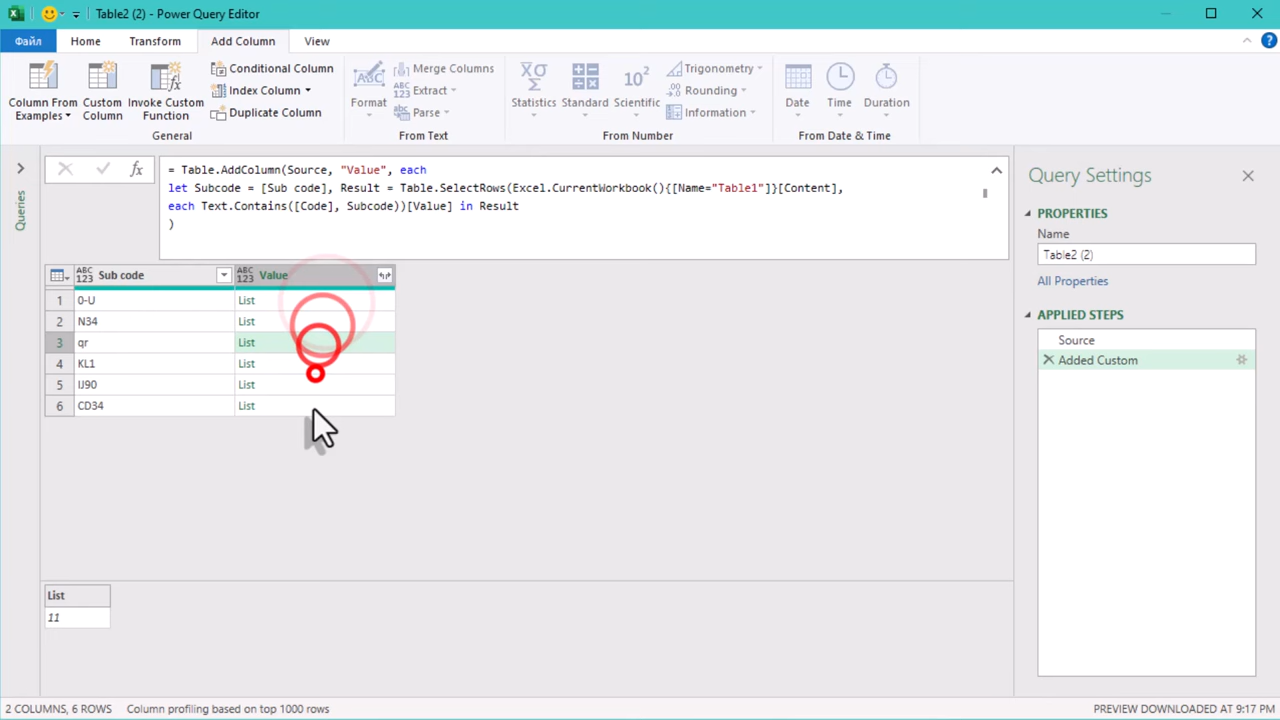 Table2 (2) - Power Query Editor
Файл
Home
Transform
Add Column
View
Column From Examples
Custom Column
Invoke Custom Function
Conditional Column
Index Column
Duplicate Column
General
ABC
Format
Merge Columns
Extract
Parse
From Text
Statistics
Standard
Scientific
Trigonometry
Rounding
Information
From Number
Date
Time
Duration
From Date & Time
Queries
fx
= Table.AddColumn(Source, "Value", each
let Subcode = [Sub code], Result = Table.SelectRows(Excel.CurrentWorkbook(){[Name="Table1"]}[Content],
each Text.Contains([Code], Subcode))[Value] in Result
)
ABC 123 Sub code
ABC 123 Value
1 0-U List
2 N34 List
3 qr List
4 KL1 List
5 IJ90 List
6 CD34 List
List
11
Query Settings
PROPERTIES
Name
Table2 (2)
All Properties
APPLIED STEPS
Source
Added Custom
2 COLUMNS, 6 ROWS
Column profiling based on top 1000 rows
PREVIEW DOWNLOADED AT 9:17 PM